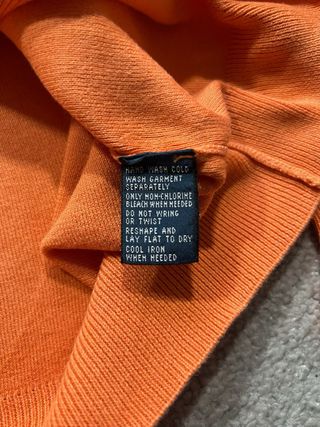 HAND WASH COLD
WASH GARMENT
SEPARATELY
ONLY NON-CHLORINE
BLEACH WHEN NEEDED
DO NOT WRING
OR TWIST
RESHAPE AND
LAY FLAT TO DRY
COOL IRON
WHEN NEEDED